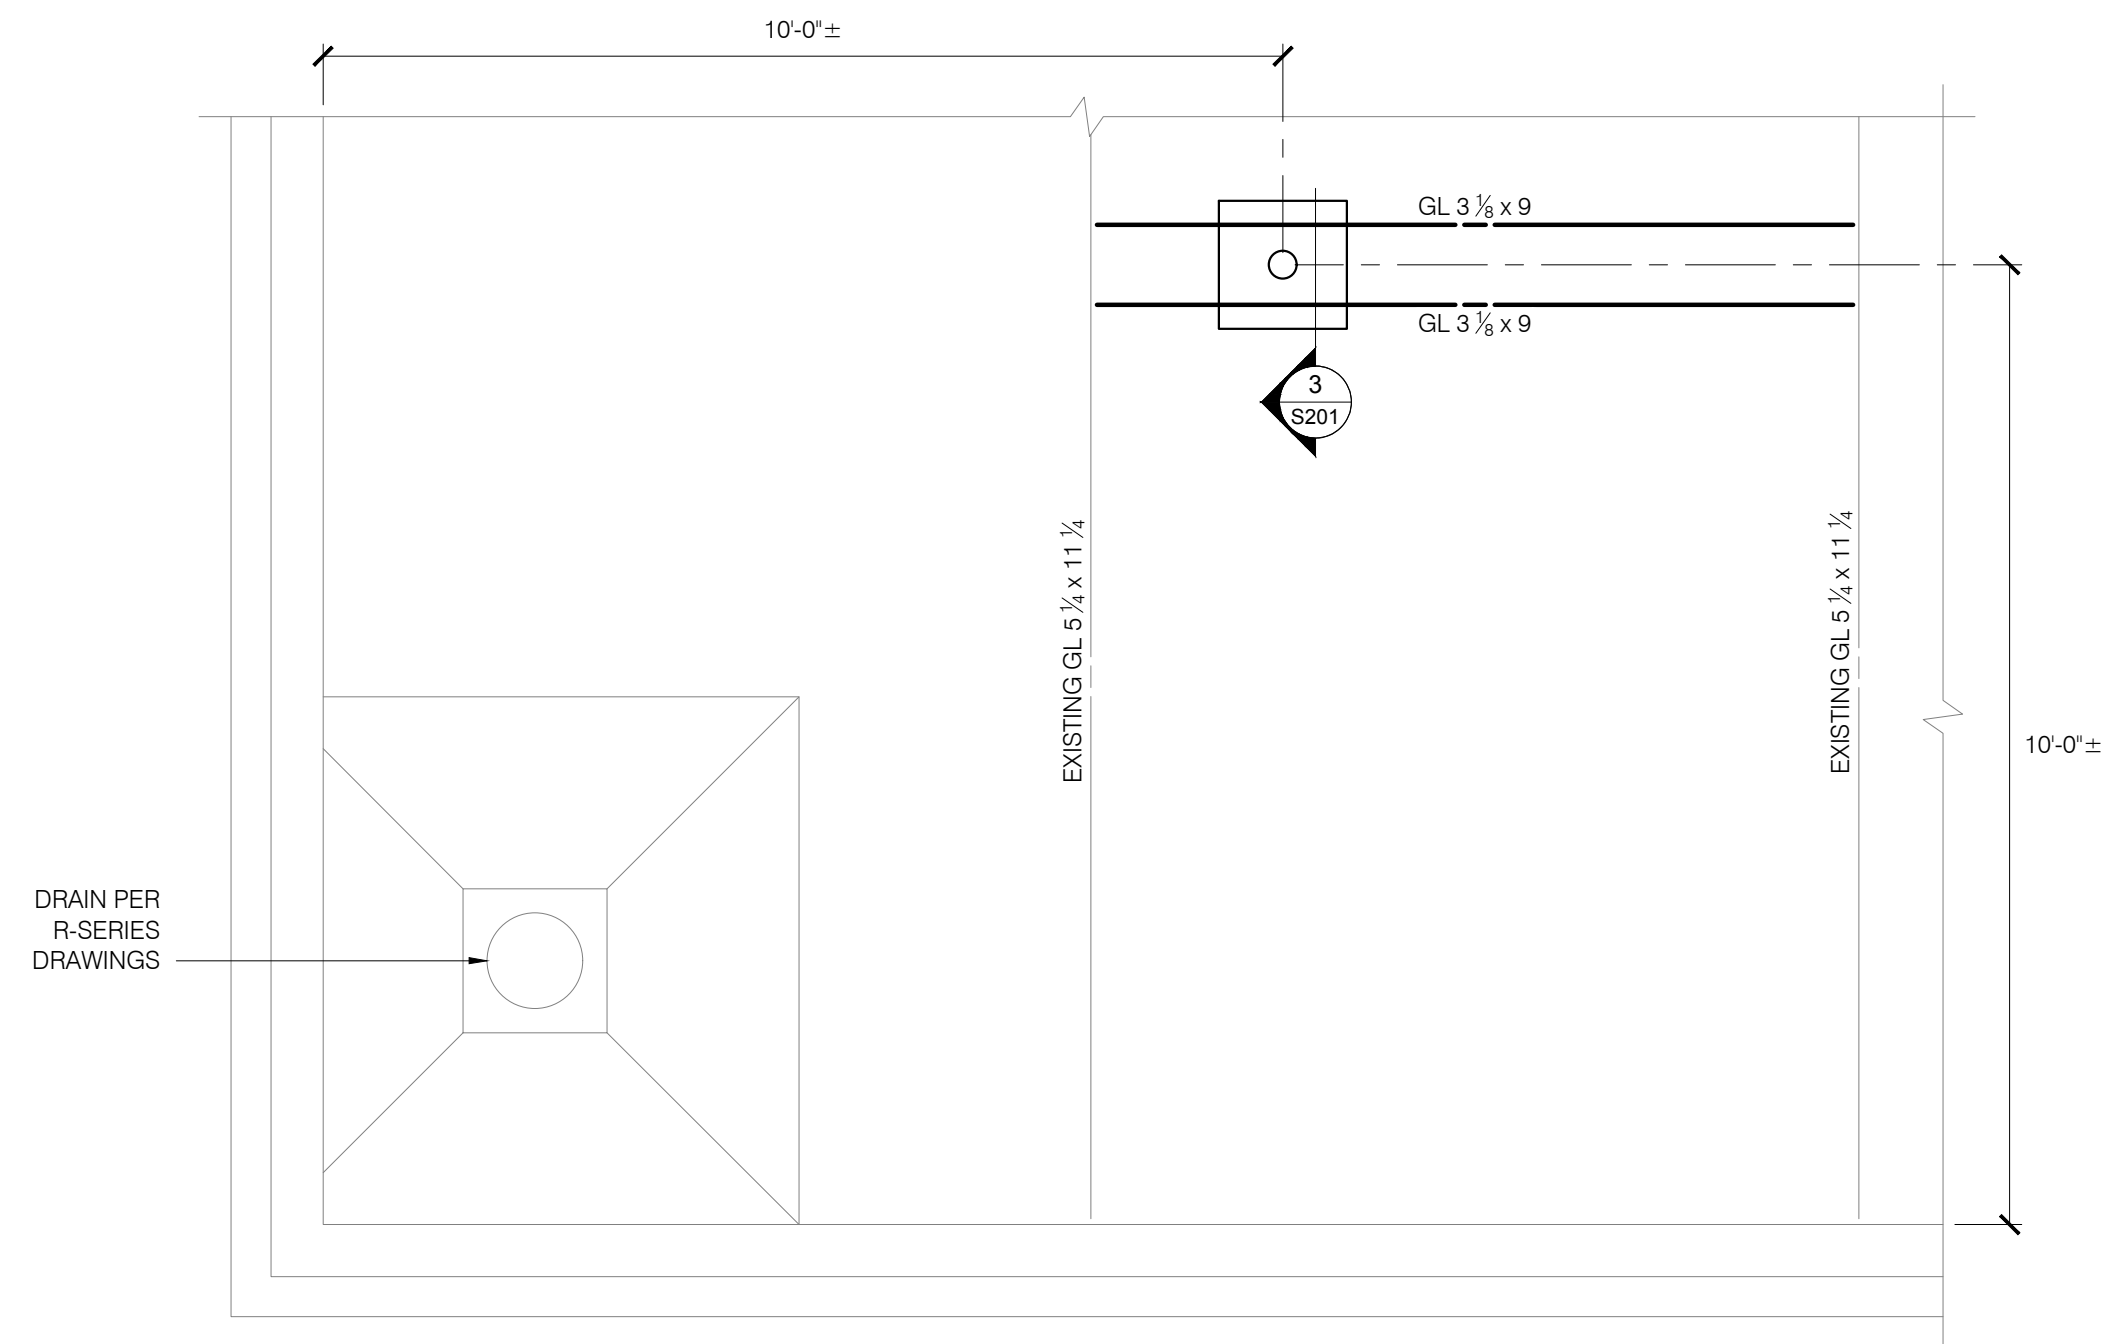 10'-0"±
GL 3 1/8 x 9
GL 3 1/8 x 9
3
S201
EXISTING GL 5 1/4 x 11 1/4
EXISTING GL 5 1/4 x 11 1/4
10'-0"±
DRAIN PER
R-SERIES
DRAWINGS